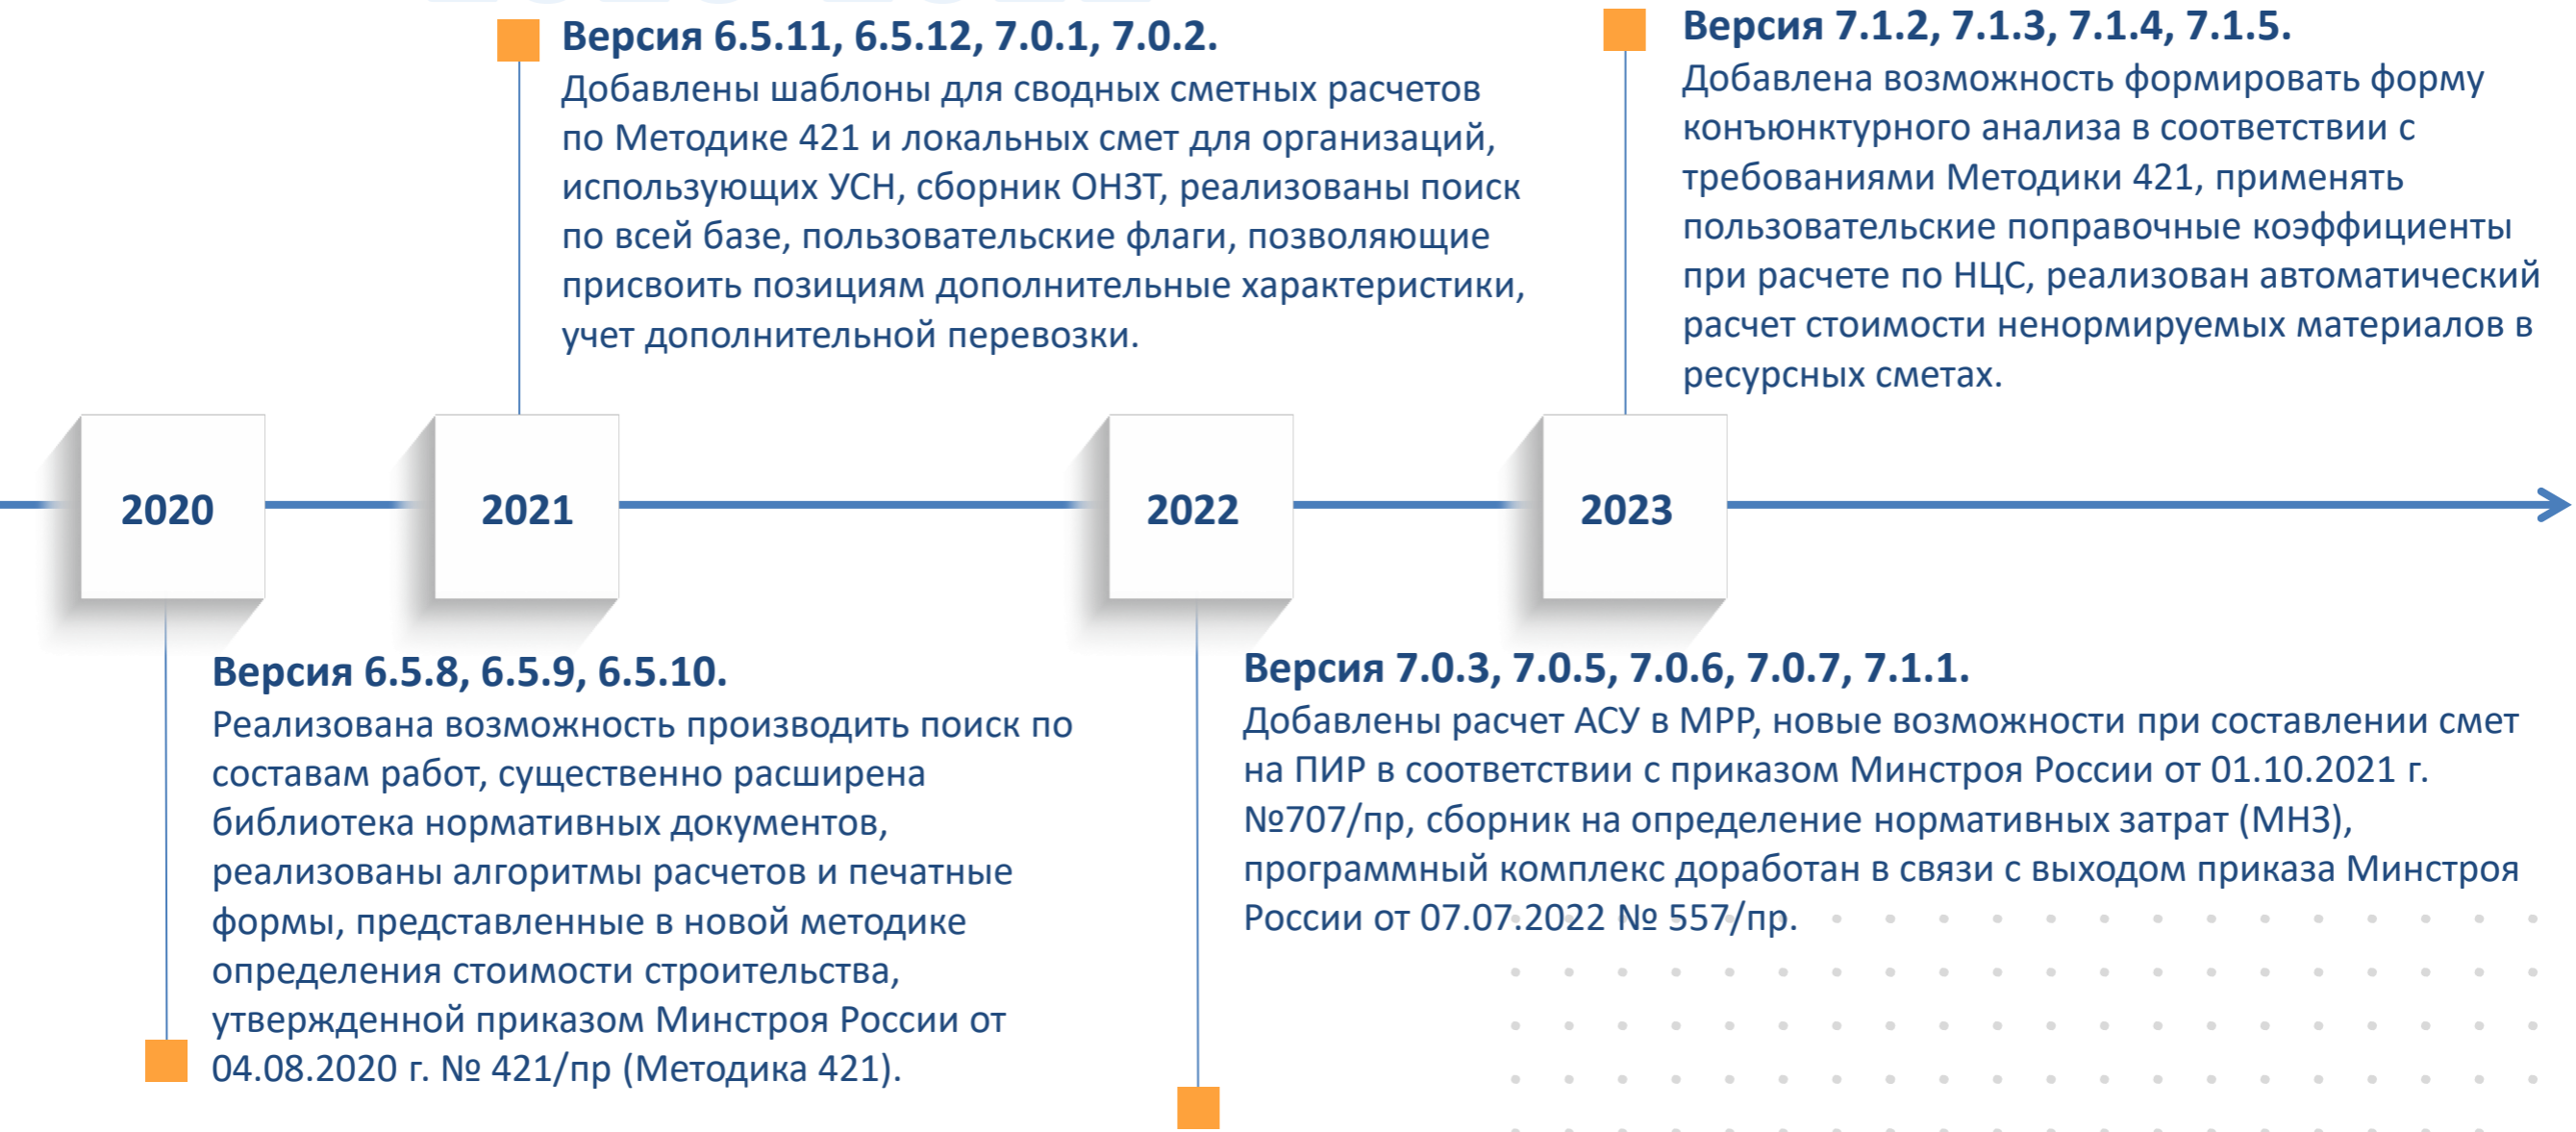 Версия 6.5.11, 6.5.12, 7.0.1, 7.0.2.
Добавлены шаблоны для сводных сметных расчетов
по Методике 421 и локальных смет для организаций,
использующих УСН, сборник ОНЗТ, реализованы поиск
по всей базе, пользовательские флаги, позволяющие
присвоить позициям дополнительные характеристики,
учет дополнительной перевозки.
Версия 7.1.2, 7.1.3, 7.1.4, 7.1.5.
Добавлена возможность формировать форму
конъюнктурного анализа в соответствии с
требованиями Методики 421, применять
пользовательские поправочные коэффициенты
при расчете по НЦС, реализован автоматический
расчет стоимости ненормируемых материалов в
ресурсных сметах.
2020
2021
2022
2023
Версия 6.5.8, 6.5.9, 6.5.10.
Реализована возможность производить поиск по
составам работ, существенно расширена
библиотека нормативных документов,
реализованы алгоритмы расчетов и печатные
формы, представленные в новой методике
определения стоимости строительства,
утвержденной приказом Минстроя России от
04.08.2020 г. № 421/пр (Методика 421).
Версия 7.0.3, 7.0.5, 7.0.6, 7.0.7, 7.1.1.
Добавлены расчет АСУ в МРР, новые возможности при составлении смет
на ПИР в соответствии с приказом Минстроя России от 01.10.2021 г.
№707/пр, сборник на определение нормативных затрат (МНЗ),
программный комплекс доработан в связи с выходом приказа Минстроя
России от 07.07.2022 № 557/пр.